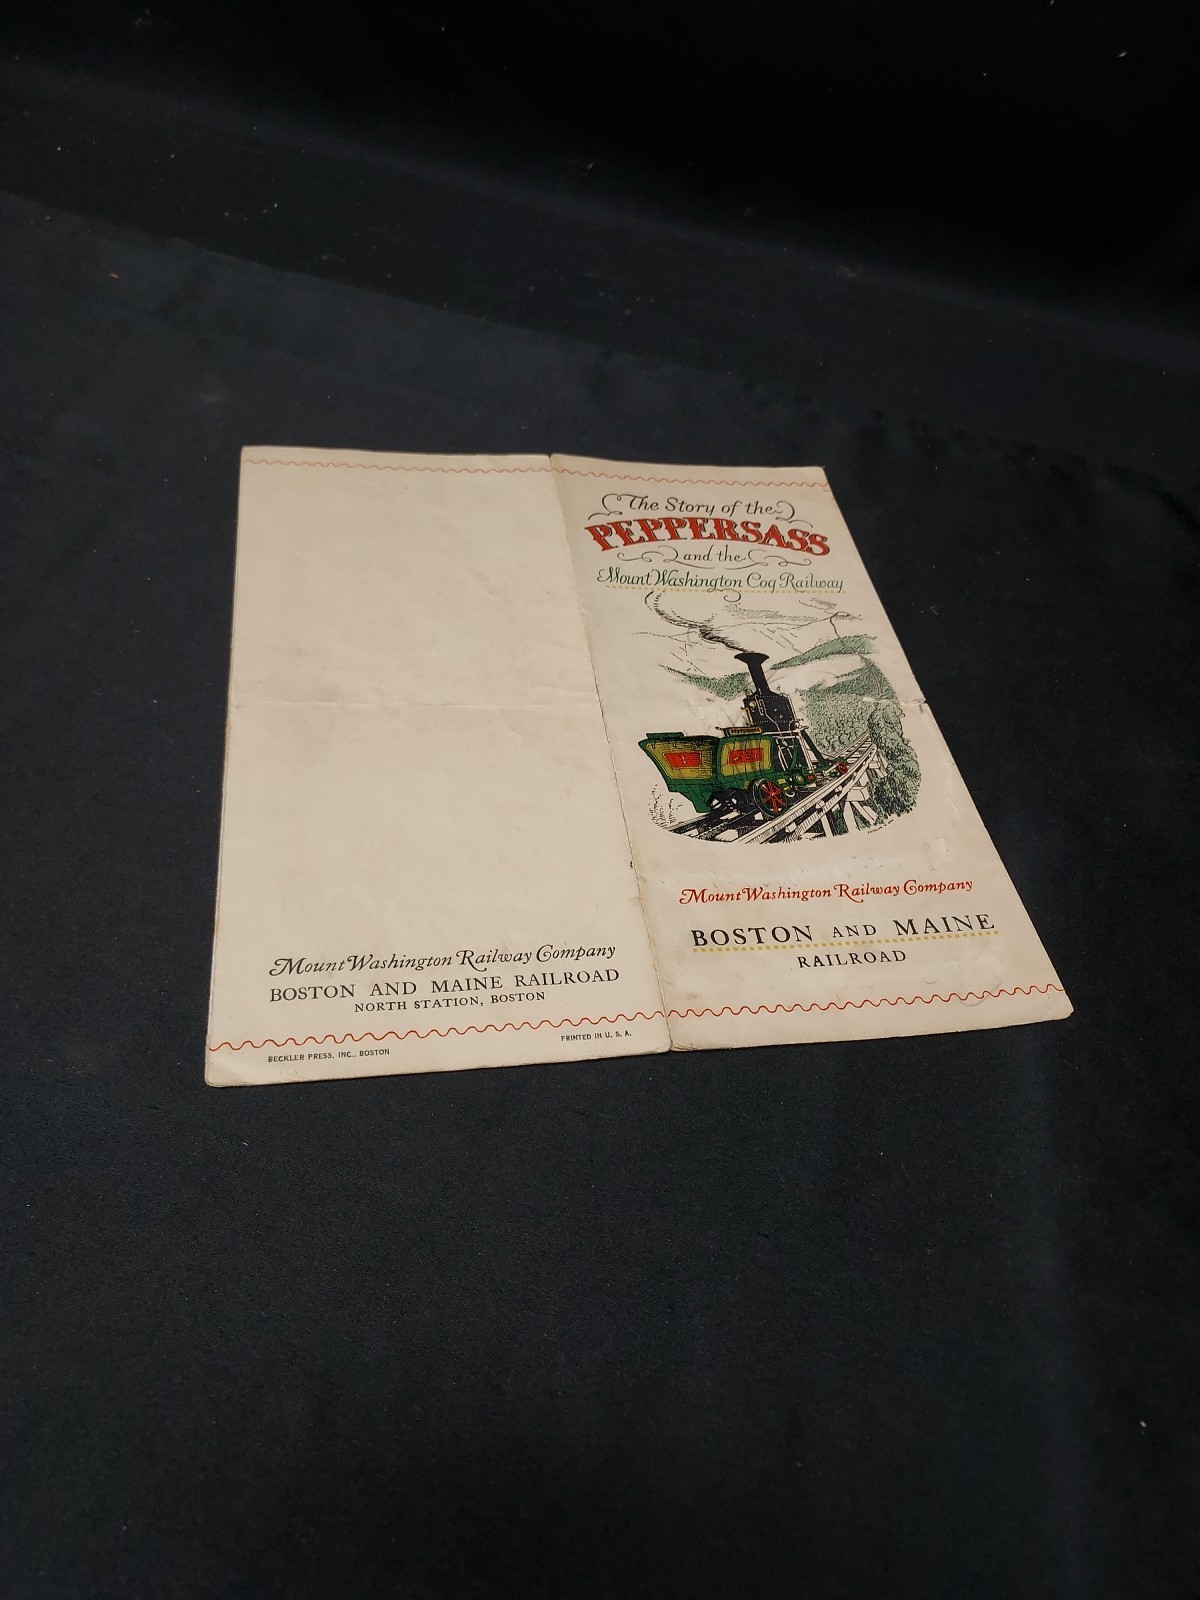 The Story of the
PEPPERSASS
and the
Mount Washington Cog Railway
Mount Washington Railway Company
BOSTON AND MAINE
RAILROAD
Mount Washington Railway Company
BOSTON AND MAINE RAILROAD
NORTH STATION, BOSTON
BECKLER PRESS, INC., BOSTON
PRINTED IN U. S. A.